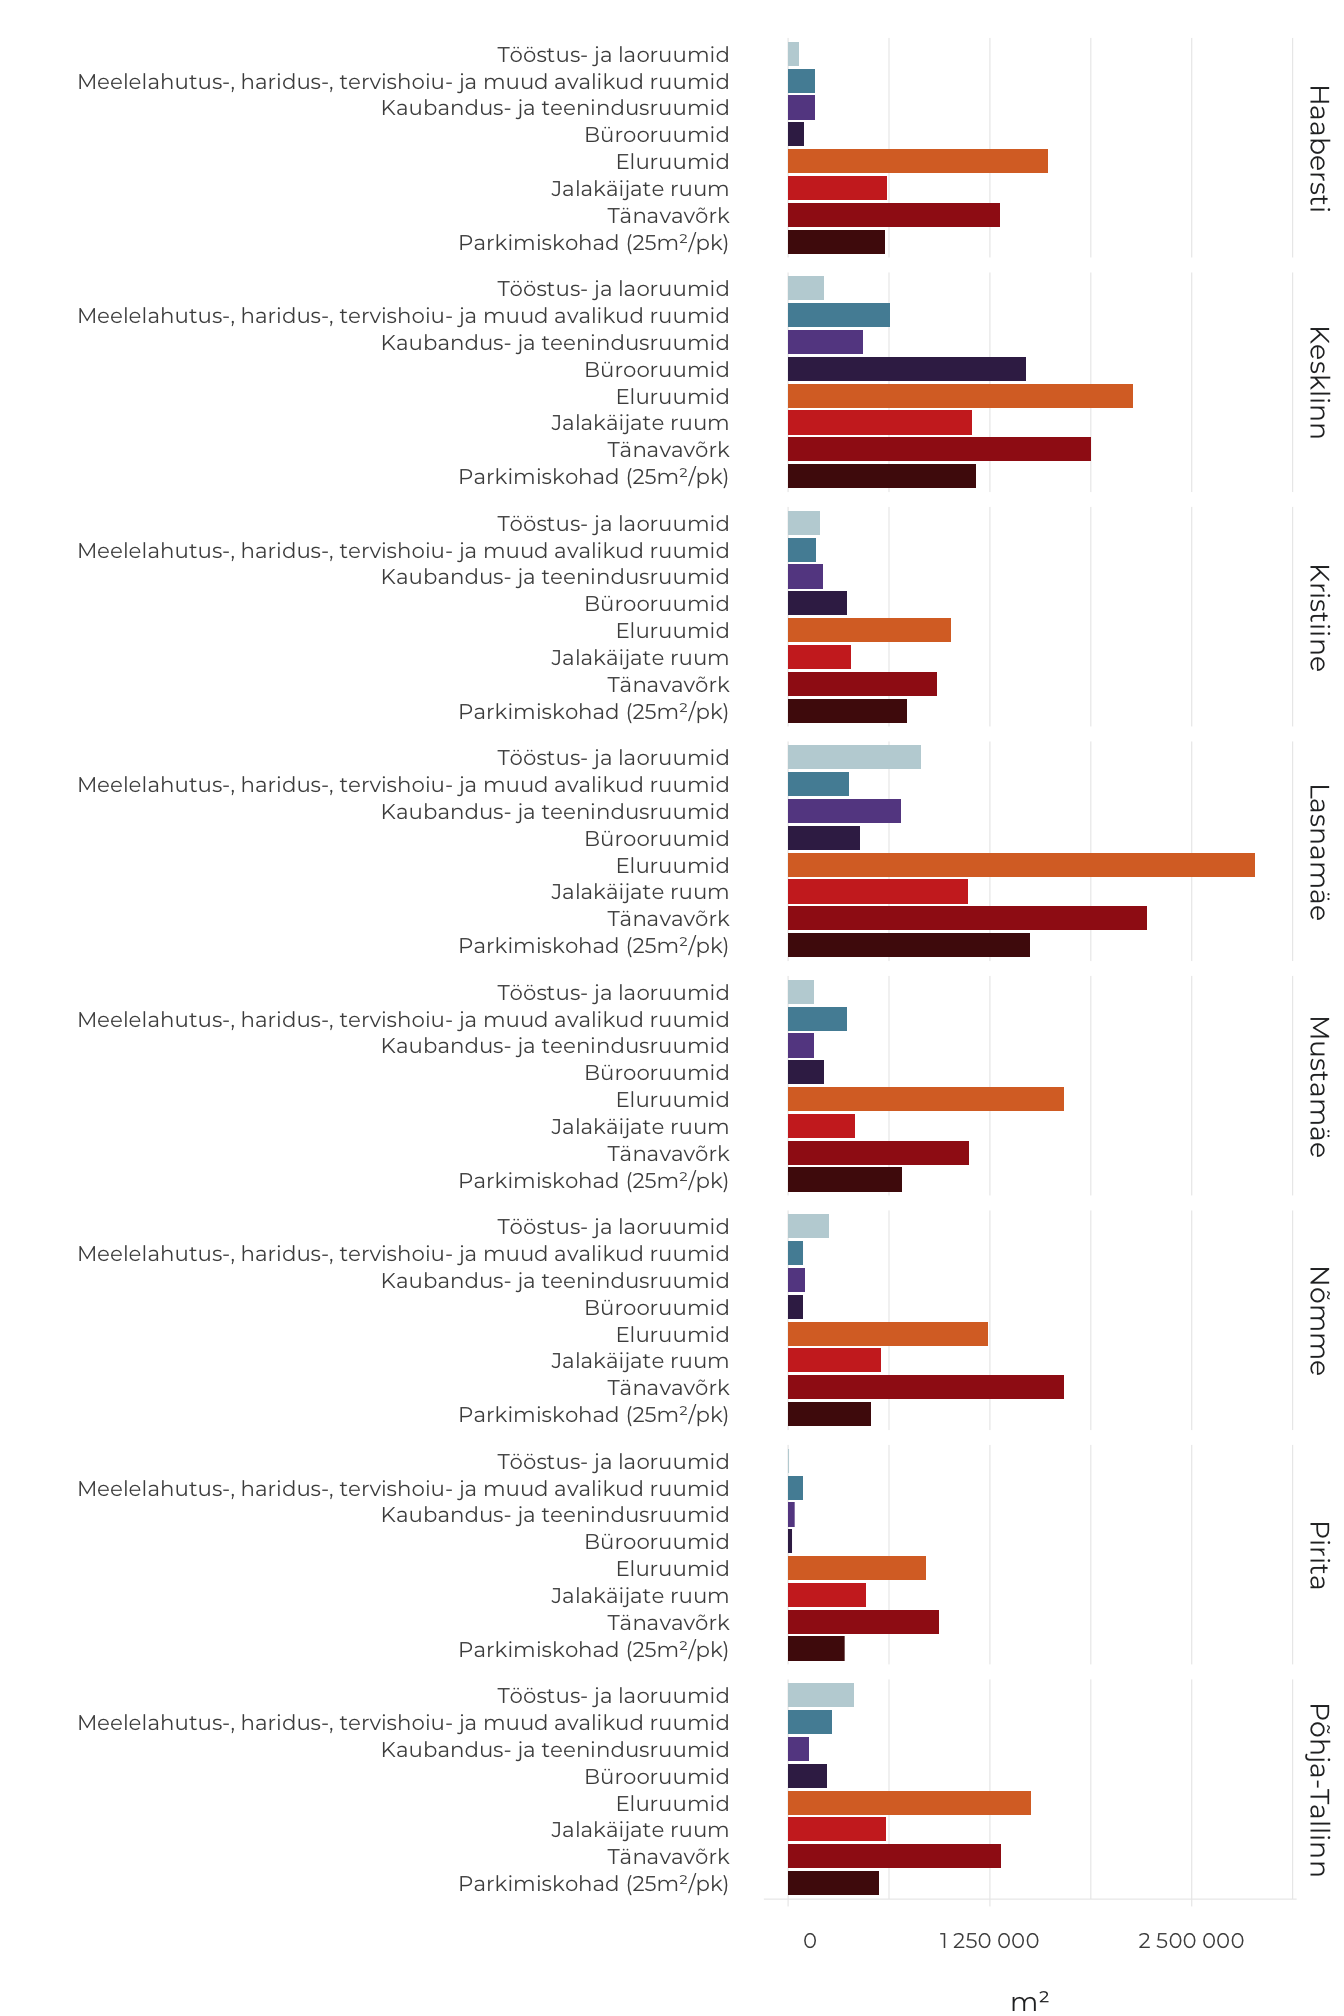 Tööstus- ja laoruumid
Meelelahutus-, haridus-, tervishoiu- ja muud avalikud ruumid
Kaubandus- ja teenindusruumid
Bürooruumid
Eluruumid
Jalakäijate ruum
Tänavavõrk
Parkimiskohad (25m²/pk)
Haabersti
Tööstus- ja laoruumid
Meelelahutus-, haridus-, tervishoiu- ja muud avalikud ruumid
Kaubandus- ja teenindusruumid
Bürooruumid
Eluruumid
Jalakäijate ruum
Tänavavõrk
Parkimiskohad (25m²/pk)
Kesklinn
Tööstus- ja laoruumid
Meelelahutus-, haridus-, tervishoiu- ja muud avalikud ruumid
Kaubandus- ja teenindusruumid
Bürooruumid
Eluruumid
Jalakäijate ruum
Tänavavõrk
Parkimiskohad (25m²/pk)
Kristiine
Tööstus- ja laoruumid
Meelelahutus-, haridus-, tervishoiu- ja muud avalikud ruumid
Kaubandus- ja teenindusruumid
Bürooruumid
Eluruumid
Jalakäijate ruum
Tänavavõrk
Parkimiskohad (25m²/pk)
Lasnamäe
Tööstus- ja laoruumid
Meelelahutus-, haridus-, tervishoiu- ja muud avalikud ruumid
Kaubandus- ja teenindusruumid
Bürooruumid
Eluruumid
Jalakäijate ruum
Tänavavõrk
Parkimiskohad (25m²/pk)
Mustamäe
Tööstus- ja laoruumid
Meelelahutus-, haridus-, tervishoiu- ja muud avalikud ruumid
Kaubandus- ja teenindusruumid
Bürooruumid
Eluruumid
Jalakäijate ruum
Tänavavõrk
Parkimiskohad (25m²/pk)
Nõmme
Tööstus- ja laoruumid
Meelelahutus-, haridus-, tervishoiu- ja muud avalikud ruumid
Kaubandus- ja teenindusruumid
Bürooruumid
Eluruumid
Jalakäijate ruum
Tänavavõrk
Parkimiskohad (25m²/pk)
Pirita
Tööstus- ja laoruumid
Meelelahutus-, haridus-, tervishoiu- ja muud avalikud ruumid
Kaubandus- ja teenindusruumid
Bürooruumid
Eluruumid
Jalakäijate ruum
Tänavavõrk
Parkimiskohad (25m²/pk)
Põhja-Tallinn
0 1 250 000 2 500 000
m²